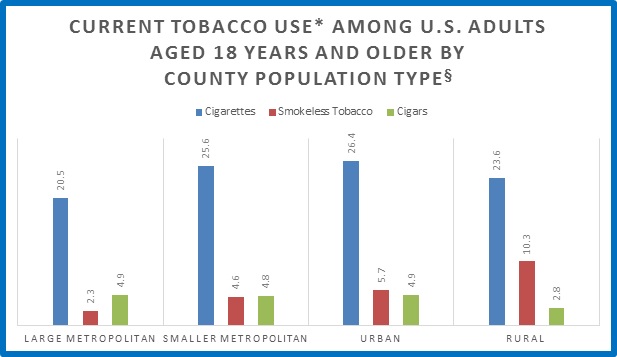 CURRENT TOBACCO USE* AMONG U.S. ADULTS
AGED 18 YEARS AND OLDER BY
COUNTY POPULATION TYPE§
Cigarettes Smokeless Tobacco Cigars
20.5 2.3 4.9 25.6 4.6 4.8 26.4 5.7 4.9 23.6 10.3 2.8
LARGE METROPOLITAN SMALLER METROPOLITAN URBAN RURAL